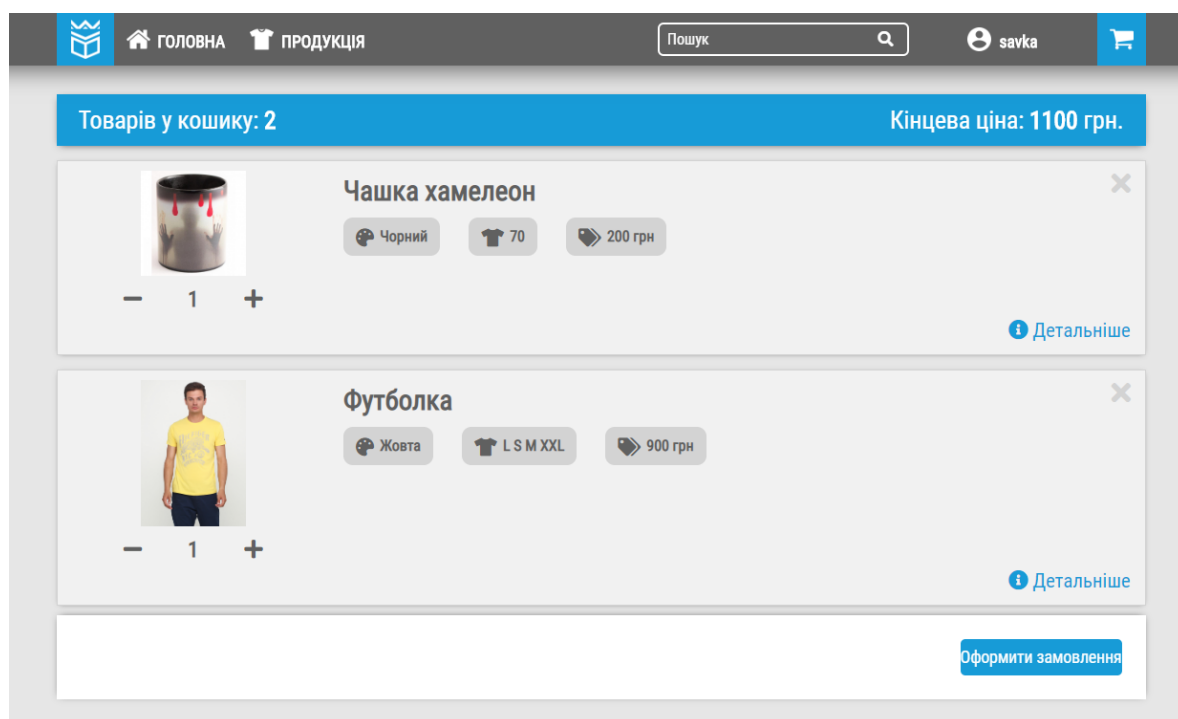 ГОЛОВНА ПРОДУКЦІЯ Пошук savka
Товарів у кошику: 2 Кінцева ціна: 1100 грн.
Чашка хамелеон
Чорний 70 200 грн
1
Детальніше
Футболка
Жовта L S M XXL 900 грн
1
Детальніше
Оформити замовлення